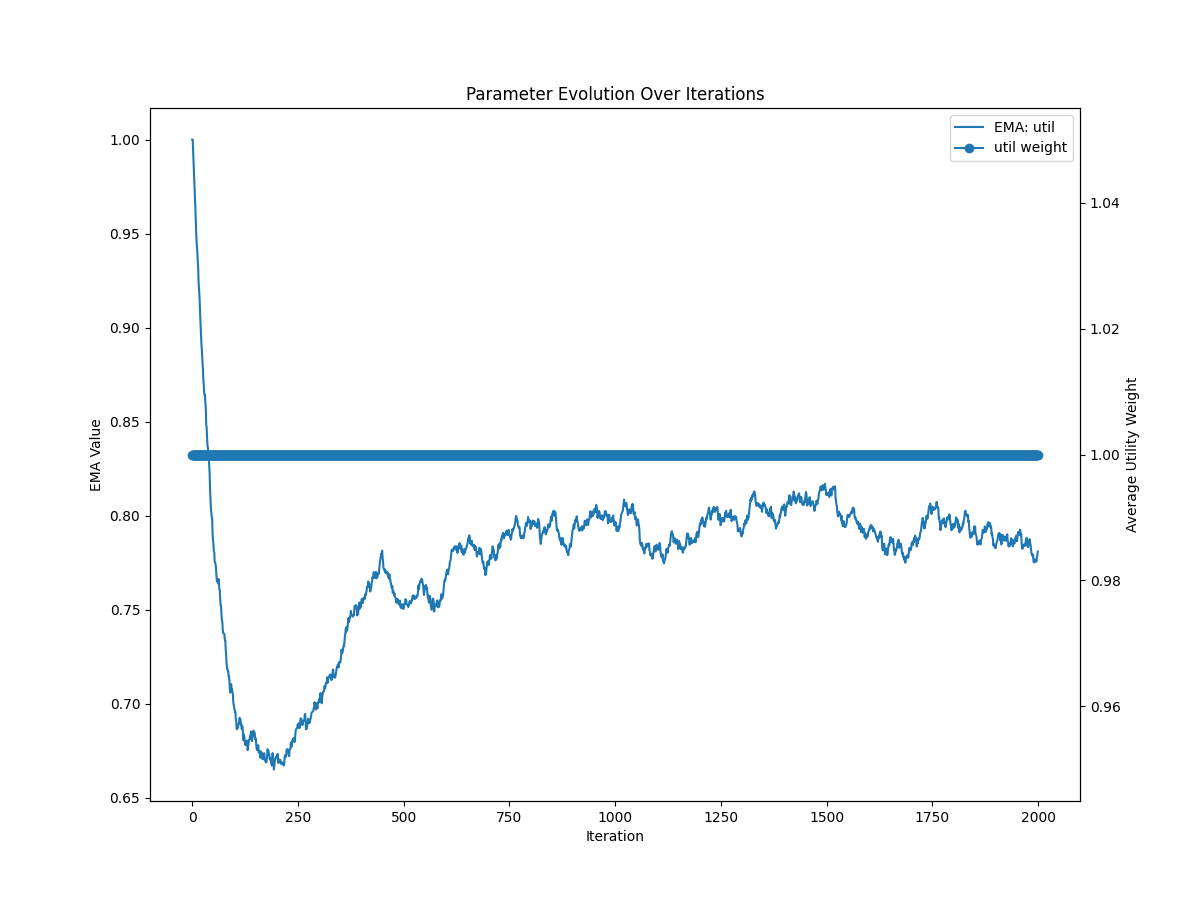 Parameter Evolution Over Iterations
EMA: util
util weight
1.00
0.95
0.90
0.85
0.80
0.75
0.70
0.65
EMA Value
1.04
1.02
1.00
0.98
0.96
Average Utility Weight
0 250 500 750 1000 1250 1500 1750 2000
Iteration